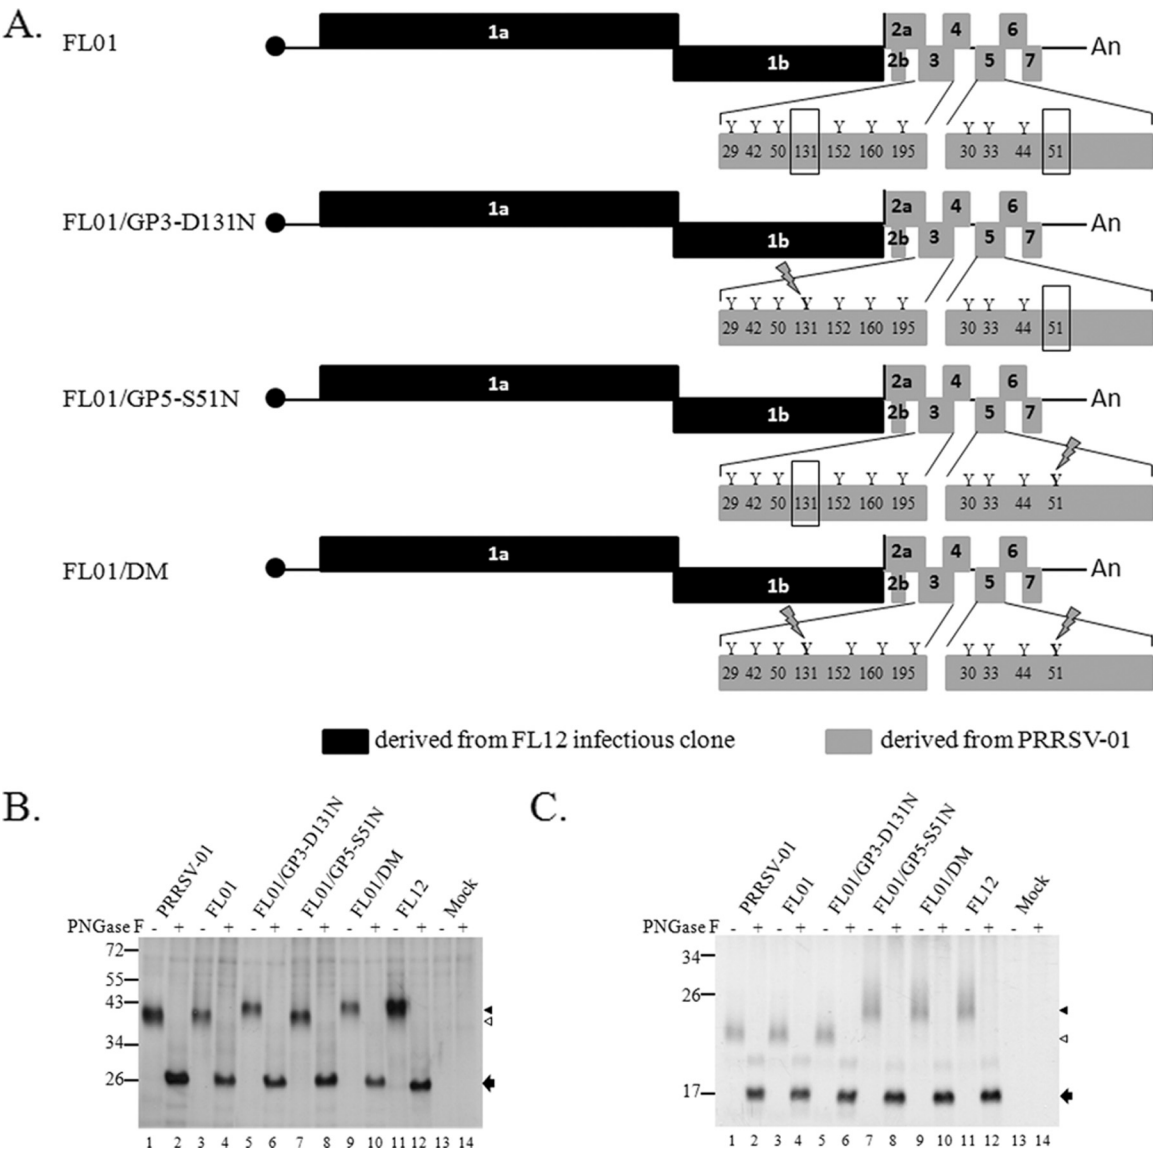 A.
FL01
1a
1b
2a
2b
3
4
5
6
7
An
29 42 50 131 152 160 195
30 33 44 51
Y Y Y Y Y Y
Y Y Y
FL01/GP3-D131N
1a
1b
2a
2b
3
4
5
6
7
An
Y Y Y Y Y Y Y
Y Y Y
29 42 50 131 152 160 195
30 33 44 51
FL01/GP5-S51N
1a
1b
2a
2b
3
4
5
6
7
An
Y Y Y Y Y Y
Y Y Y Y
29 42 50 131 152 160 195
30 33 44 51
FL01/DM
1a
1b
2a
2b
3
4
5
6
7
An
Y Y Y Y Y Y Y
Y Y Y Y
29 42 50 131 152 160 195
30 33 44 51
derived from FL12 infectious clone
derived from PRRSV-01
B.
PRRSV-01
FL01
FL01/GP3-D131N
FL01/GP5-S51N
FL01/DM
FL12
Mock
PNGase F - + - + - + - + - + - + - +
72
55
43
34
26
1 2 3 4 5 6 7 8 9 10 11 12 13 14
C.
PRRSV-01
FL01
FL01/GP3-D131N
FL01/GP5-S51N
FL01/DM
FL12
Mock
PNGase F - + - + - + - + - + - + - +
34
26
17
1 2 3 4 5 6 7 8 9 10 11 12 13 14